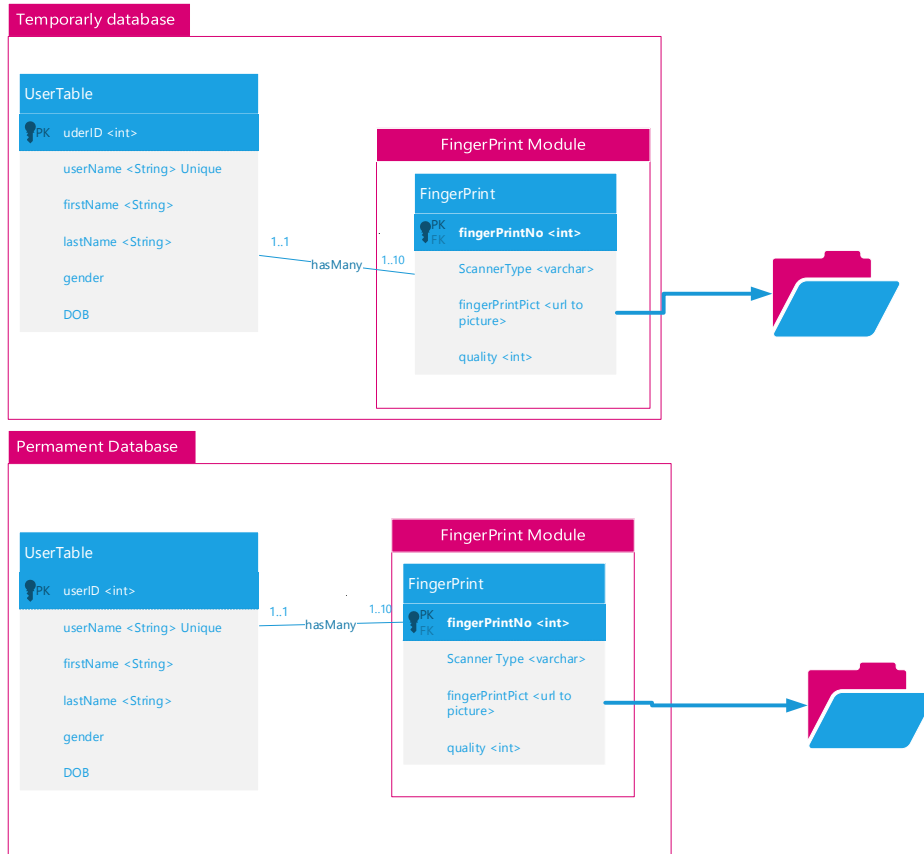 Temporarly database
UserTable
PK uderID <int>
userName <String> Unique
firstName <String>
lastName <String>
gender
DOB
1..1
hasMany
1..10
FingerPrint Module
FingerPrint
PK
FK
fingerPrintNo <int>
ScannerType <varchar>
fingerPrintPict <url to
picture>
quality <int>
Permament Database
UserTable
PK userID <int>
userName <String> Unique
firstName <String>
lastName <String>
gender
DOB
1..1
hasMany
1..10
FingerPrint Module
FingerPrint
PK
FK
fingerPrintNo <int>
Scanner Type <varchar>
fingerPrintPict <url to
picture>
quality <int>